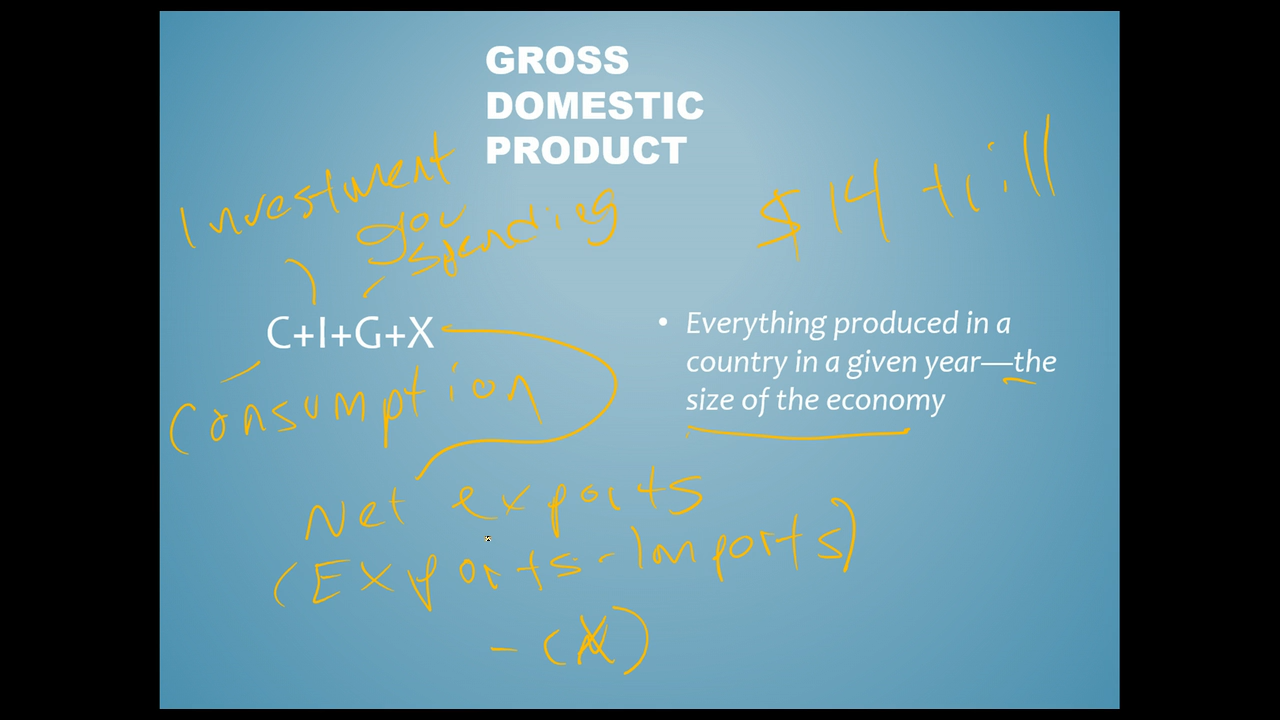 GROSS
DOMESTIC
PRODUCT
Investment
gov
spending
$ 14 trill
C+I+G+X
• Everything produced in a
country in a given year—the
size of the economy
Consumption
Net exports
(Exports - Imports)
- (X)